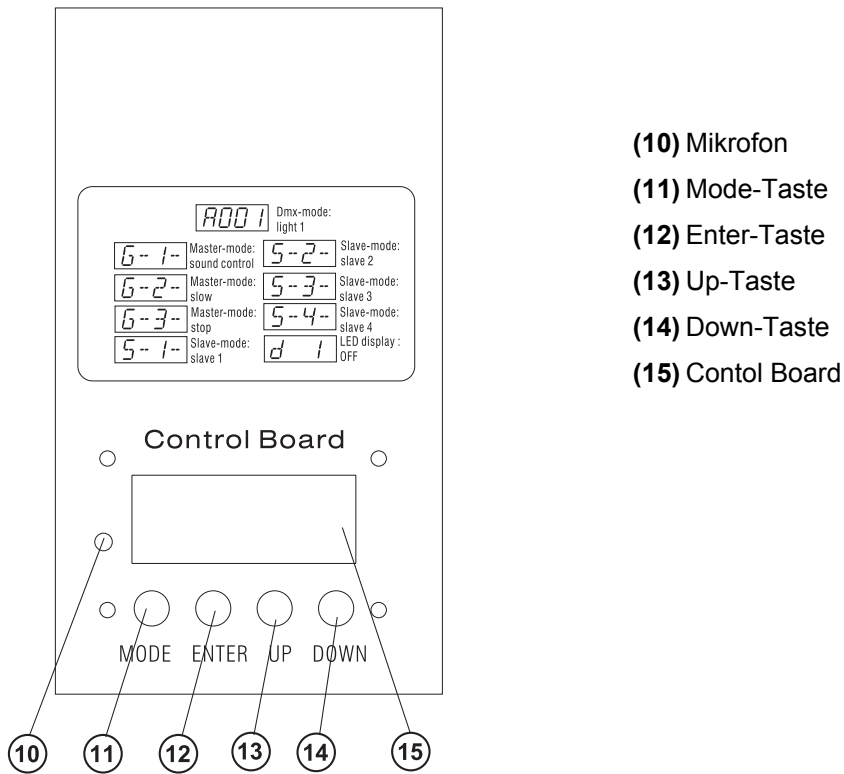 A001 Dmx-mode:
light 1
G--1-- Master-mode:
sound control
S--2-- Slave-mode:
slave 2
G--2-- Master-mode:
slow
S--3-- Slave-mode:
slave 3
G--3-- Master-mode:
stop
S--4-- Slave-mode:
slave 4
S--1-- Slave-mode:
slave 1
d 1 LED display :
OFF
Control Board
MODE ENTER UP DOWN
10 11 12 13 14 15
(10) Mikrofon
(11) Mode-Taste
(12) Enter-Taste
(13) Up-Taste
(14) Down-Taste
(15) Contol Board